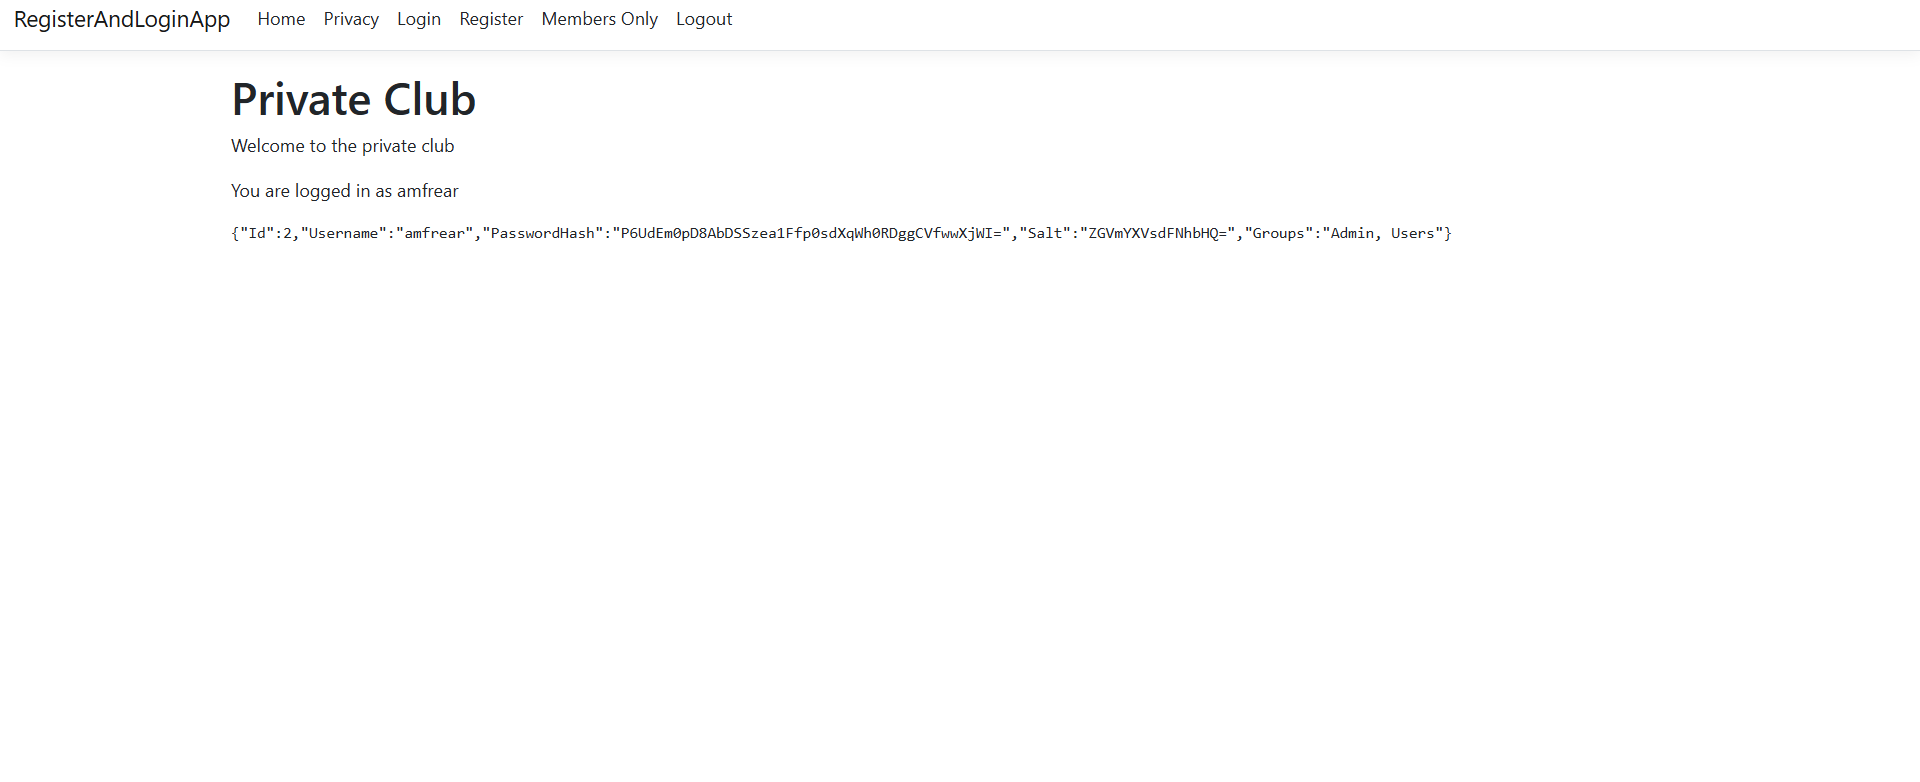 RegisterAndLoginApp Home Privacy Login Register Members Only Logout
Private Club
Welcome to the private club
You are logged in as amfrear
{"Id":2,"Username":"amfrear","PasswordHash":"P6UdEm0pD8AbDSSzea1Ffp0sdXqWh0RDggCVfwwXjWI=","Salt":"ZGVmYXVsdFNhbHQ=","Groups":"Admin, Users"}